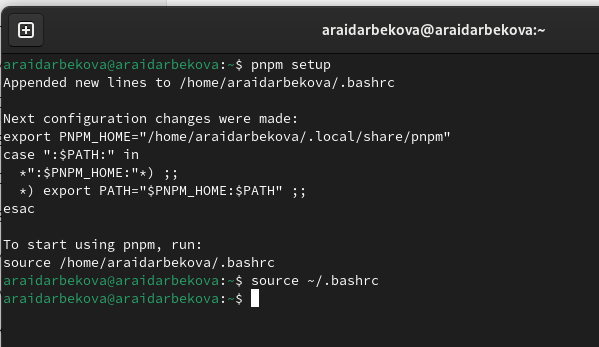 araidarbekova@araidarbekova:~
araidarbekova@araidarbekova:~$ pnpm setup
Appended new lines to /home/araidarbekova/.bashrc

Next configuration changes were made:
export PNPM_HOME="/home/araidarbekova/.local/share/pnpm"
case ":$PATH:" in
  *":$PNPM_HOME:"*) ;;
  *) export PATH="$PNPM_HOME:$PATH" ;;
esac

To start using pnpm, run:
source /home/araidarbekova/.bashrc
araidarbekova@araidarbekova:~$ source ~/.bashrc
araidarbekova@araidarbekova:~$